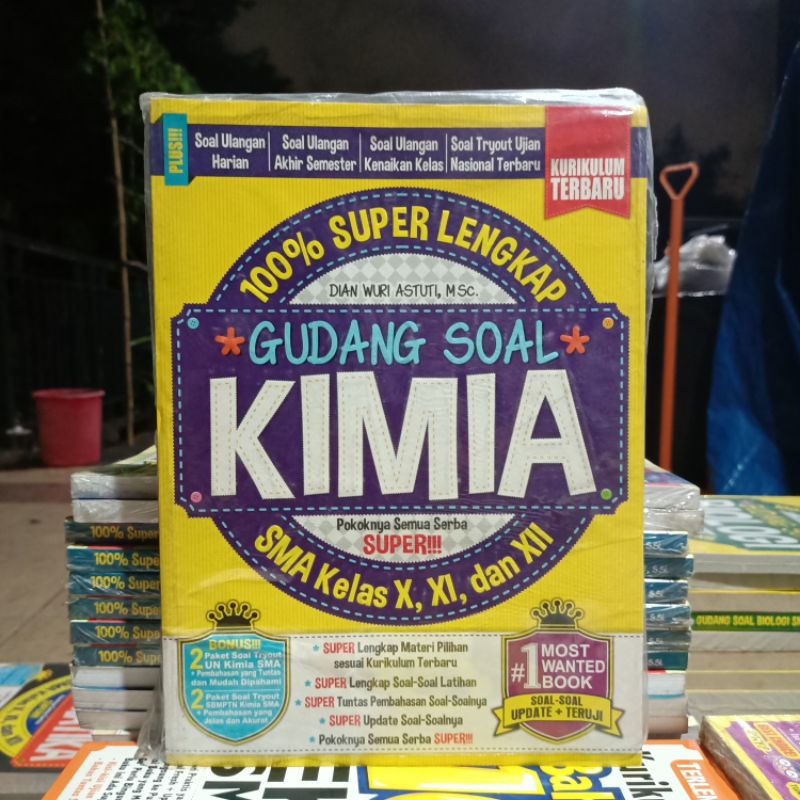 PLUS!!!
Soal Ulangan
Harian
Soal Ulangan
Akhir Semester
Soal Ulangan
Kenaikan Kelas
Soal Tryout Ujian
Nasional Terbaru
KURIKULUM
TERBARU
100% SUPER LENGKAP
DIAN WURI ASTUTI, M SC.
GUDANG SOAL
KIMIA
Pokoknya Semua Serba
SUPER!!!
SMA Kelas X, XI, dan XII
BONUS!!!
2 Paket Soal Tryout
UN Kimia SMA
+ Pembahasan yang Tuntas
dan Mudah Dipahami
2 Paket Soal Tryout
SBMPTN Kimia SMA
+ Pembahasan yang
Jelas dan Akurat
* SUPER Lengkap Materi Pilihan
sesuai Kurikulum Terbaru
* SUPER Lengkap Soal-Soal Latihan
* SUPER Tuntas Pembahasan Soal-Soalnya
* SUPER Update Soal-Soalnya
* Pokoknya Semua Serba SUPER!!!
#1 MOST
WANTED
BOOK
SOAL-SOAL
UPDATE + TERUJI
100% Super
100% Super
100% Super
100% Super
100% Super
100% Super
GUDANG SOAL BIOLOGI